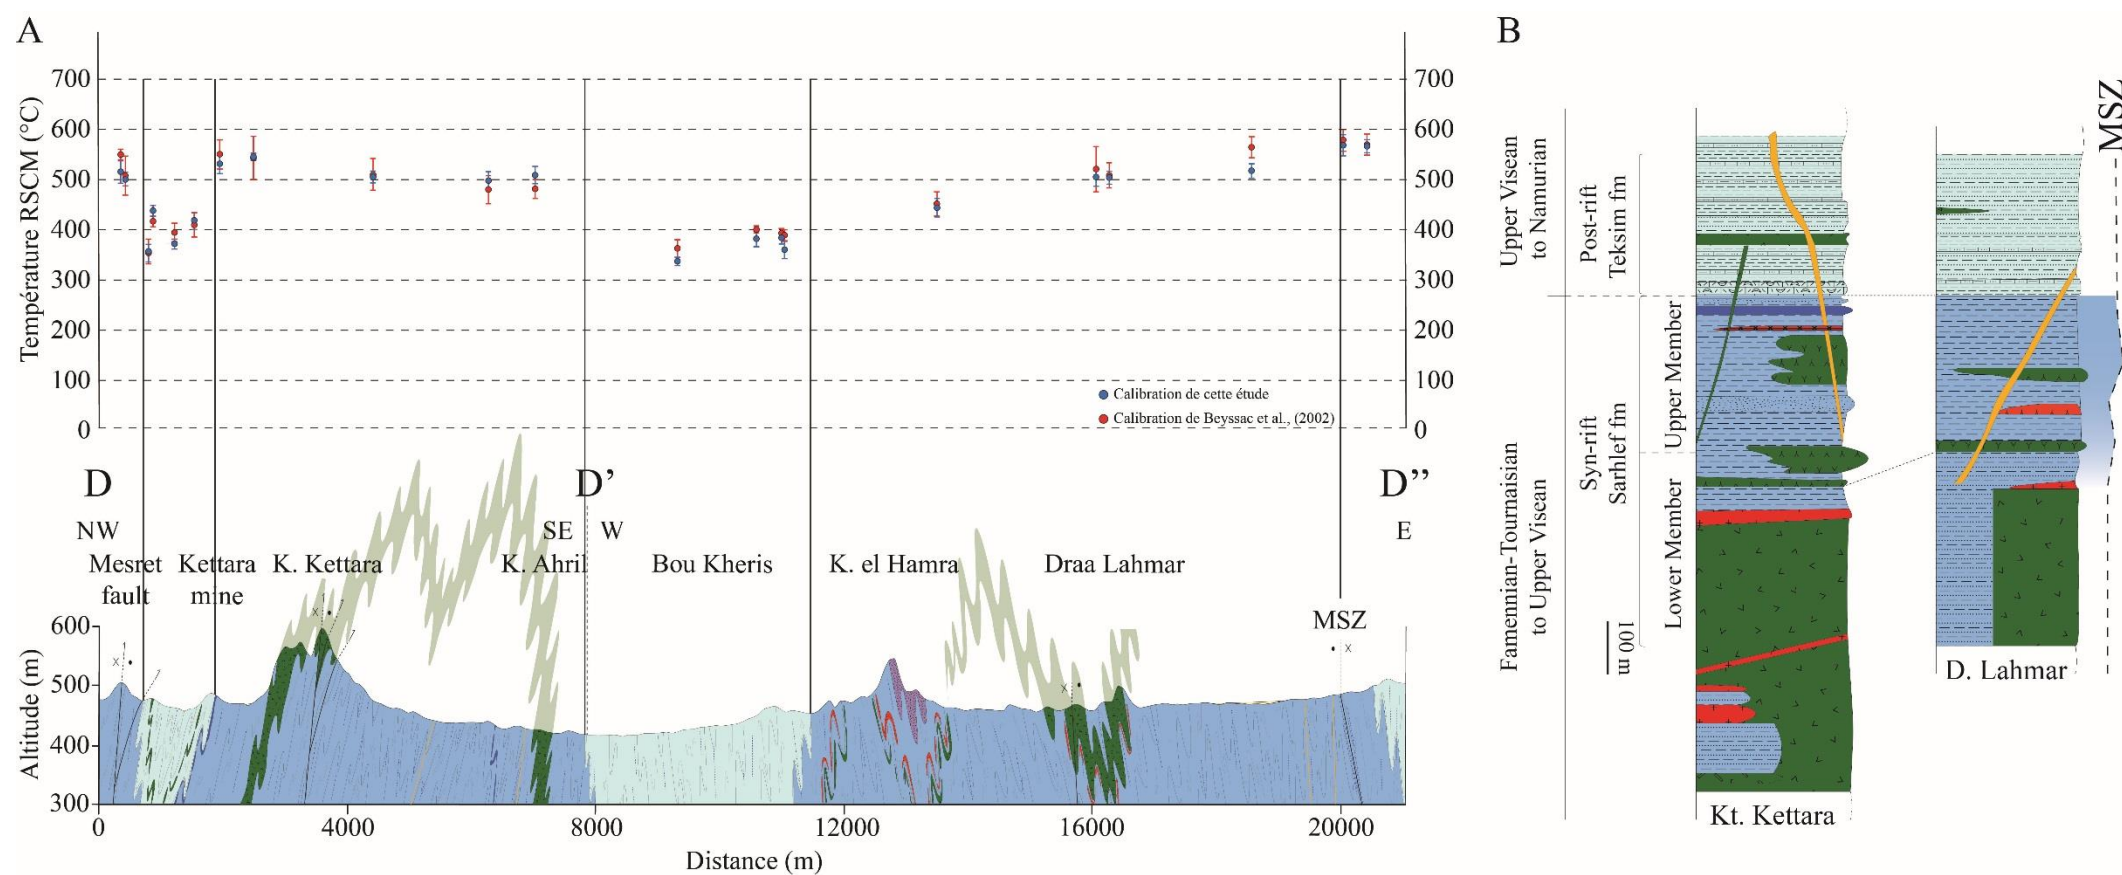 A
B
Température RSCM (°C)
700
600
500
400
300
200
100
0
700
600
500
400
300
200
100
0
Calibration de cette étude
Calibration de Beyssac et al., (2002)
D
D’
D’’
NW
SE
W
E
Mesret
fault
Kettara
mine
K. Kettara
K. Ahril
Bou Kheris
K. el Hamra
Draa Lahmar
MSZ
Altitude (m)
600
500
400
300
0
4000
8000
12000
16000
20000
Distance (m)
Upper Visean
to Namurian
Post-rift
Teksim fm
Famennian-Tournaisian
to Upper Visean
Syn-rift
Sarhlef fm
Upper Member
Lower Member
100 m
MSZ
Kt. Kettara
D. Lahmar